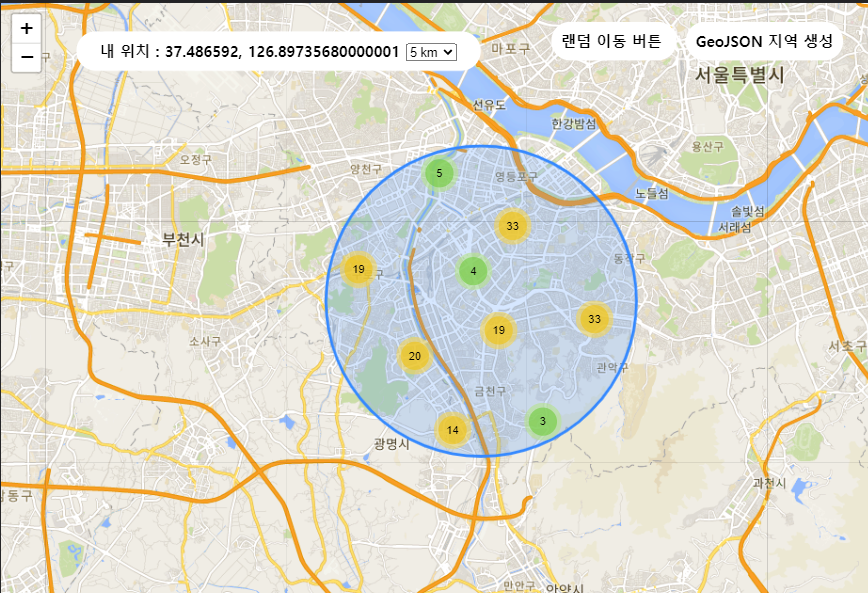 +
−
내 위치 : 37.486592, 126.89735680000001 5 km
랜덤 이동 버튼
GeoJSON 지역 생성
마포구
서울특별시
선유도
한강밤섬
용산구
오정구
양천구
5
영등포구
노들섬
솔빛섬
서래섬
33
부천시
19
구
4
동작구
33
19
소사구
20
서초구
관악구
금천구
3
14
광명시
과천시
만안구
안양시